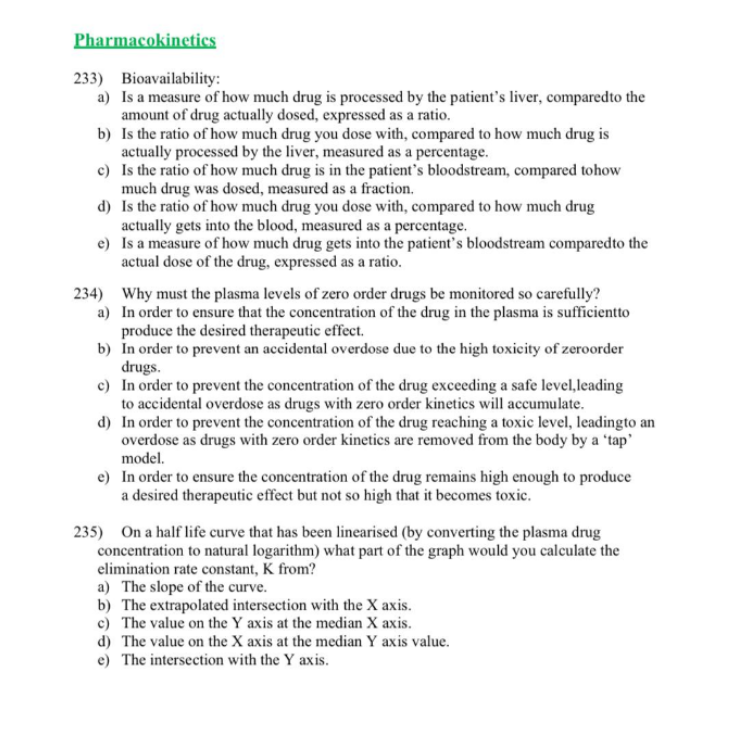 Pharmacokinetics
233) Bioavailability:
a) Is a measure of how much drug is processed by the patient's liver, comparedto the
amount of drug actually dosed, expressed as a ratio.
b) Is the ratio of how much drug you dose with, compared to how much drug is
actually processed by the liver, measured as a percentage.
c) Is the ratio of how much drug is in the patient's bloodstream, compared tohow
much drug was dosed, measured as a fraction.
d) Is the ratio of how much drug you dose with, compared to how much drug
actually gets into the blood, measured as a percentage.
e) Is a measure of how much drug gets into the patient's bloodstream comparedto the
actual dose of the drug, expressed as a ratio.
234) Why must the plasma levels of zero order drugs be monitored so carefully?
a) In order to ensure that the concentration of the drug in the plasma is sufficientto
produce the desired therapeutic effect.
b) In order to prevent an accidental overdose due to the high toxicity of zeroorder
drugs.
c) In order to prevent the concentration of the drug exceeding a safe level,leading
to accidental overdose as drugs with zero order kinetics will accumulate.
d) In order to prevent the concentration of the drug reaching a toxic level, leadingto an
overdose as drugs with zero order kinetics are removed from the body by a 'tap'
model.
e) In order to ensure the concentration of the drug remains high enough to produce
a desired therapeutic effect but not so high that it becomes toxic.
235) On a half life curve that has been linearised (by converting the plasma drug
concentration to natural logarithm) what part of the graph would you calculate the
elimination rate constant, K from?
a) The slope of the curve.
b) The extrapolated intersection with the X axis.
c) The value on the Y axis at the median X axis.
d) The value on the X axis at the median Y axis value.
e) The intersection with the Y axis.